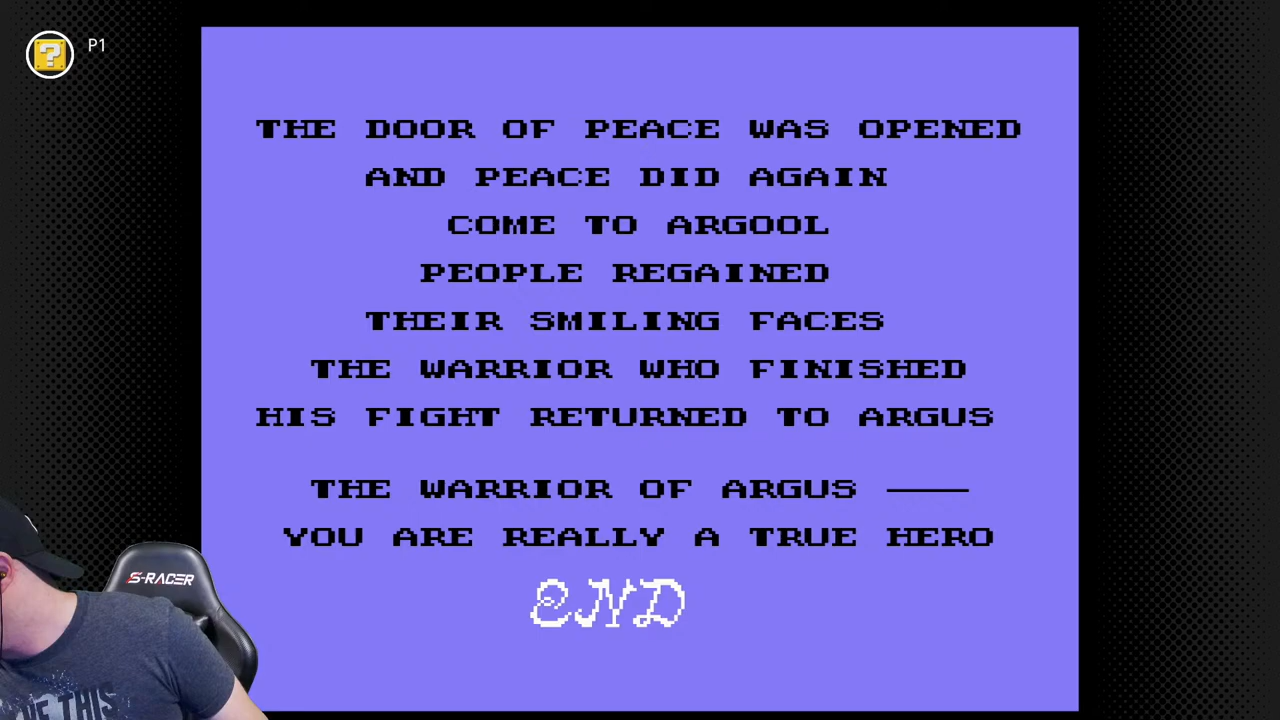 P1
THE DOOR OF PEACE WAS OPENED
AND PEACE DID AGAIN
COME TO ARGOOL
PEOPLE REGAINED
THEIR SMILING FACES
THE WARRIOR WHO FINISHED
HIS FIGHT RETURNED TO ARGUS
THE WARRIOR OF ARGUS ———
YOU ARE REALLY A TRUE HERO
END
S-RACER
THIS